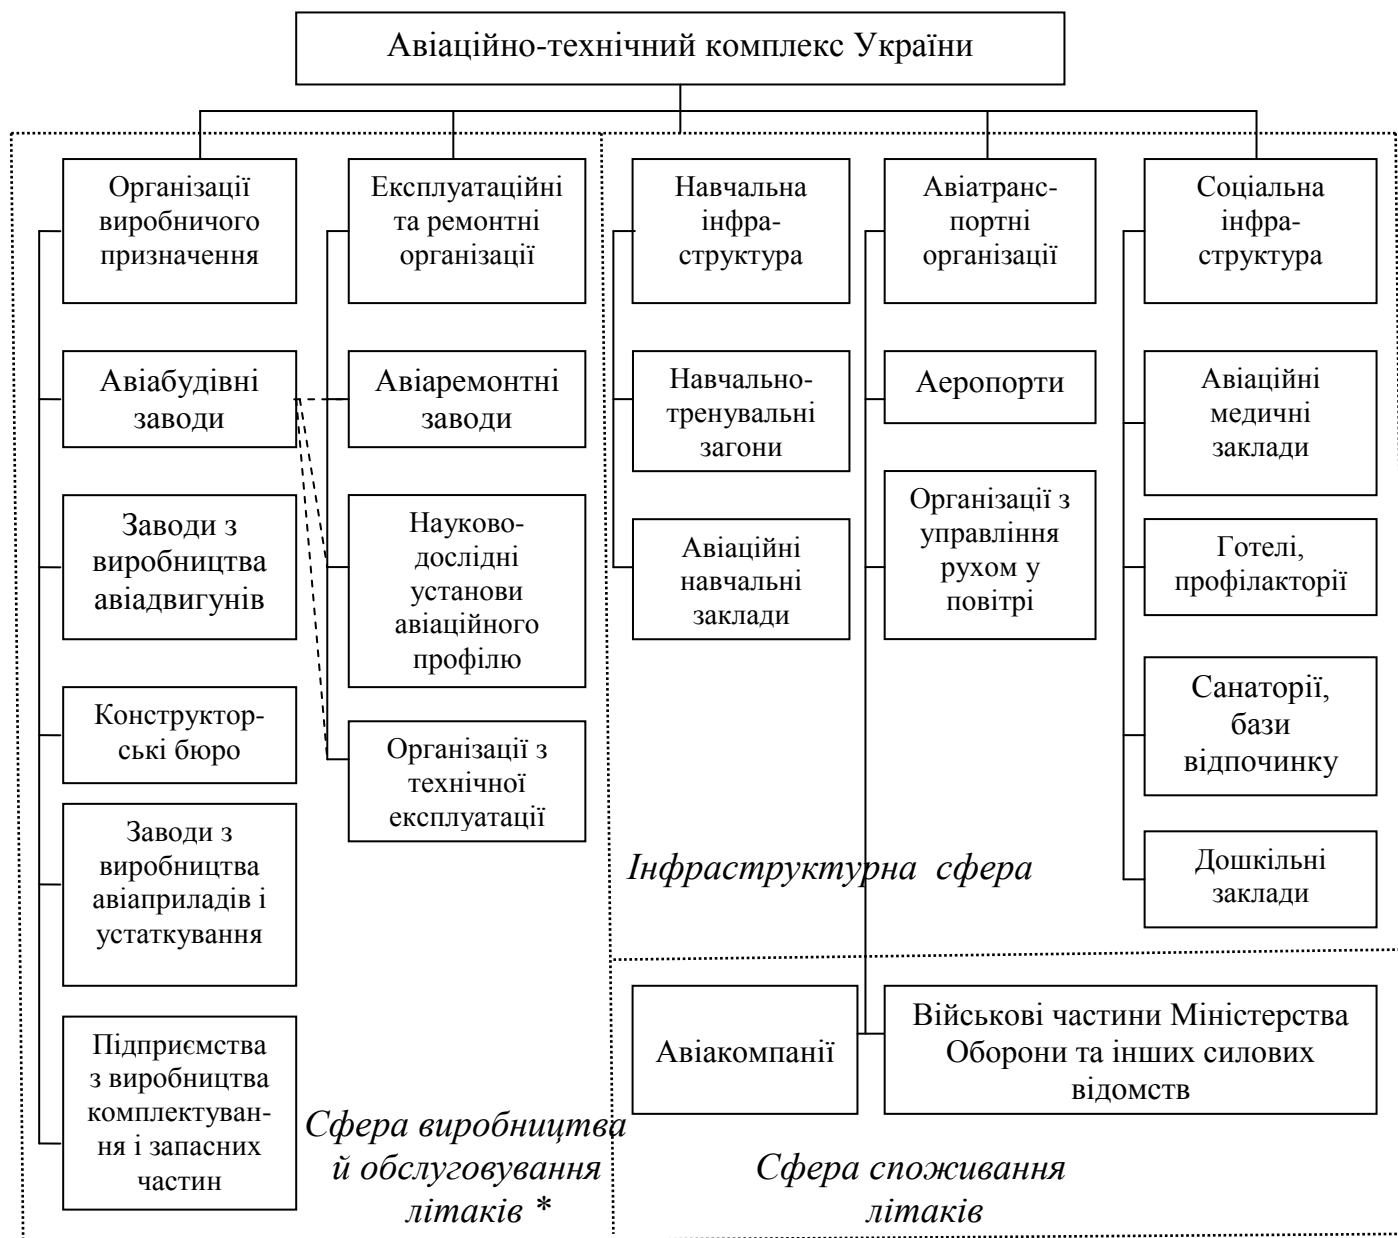 Авіаційно-технічний комплекс України
Організації
виробничого
призначення
Авіабудівні
заводи
Заводи з
виробництва
авіадвигунів
Конструктор-
ські бюро
Заводи з
виробництва
авіаприладів і
устаткування
Підприємства
з виробництва
комплектуван-
ня і запасних
частин
Експлуатаційні
та ремонтні
організації
Авіаремонтні
заводи
Науково-
дослідні
установи
авіаційного
профілю
Організації з
технічної
експлуатації
Сфера виробництва
й обслуговування
літаків *
Навчальна
інфра-
структура
Навчально-
тренувальні
загони
Авіаційні
навчальні
заклади
Авіатранс-
портні
організації
Аеропорти
Організації з
управління
рухом у
повітрі
Соціальна
інфра-
структура
Авіаційні
медичні
заклади
Готелі,
профілакторії
Санаторії,
бази
відпочинку
Дошкільні
заклади
Інфраструктурна сфера
Авіакомпанії
Військові частини Міністерства
Оборони та інших силових
відомств
Сфера споживання
літаків